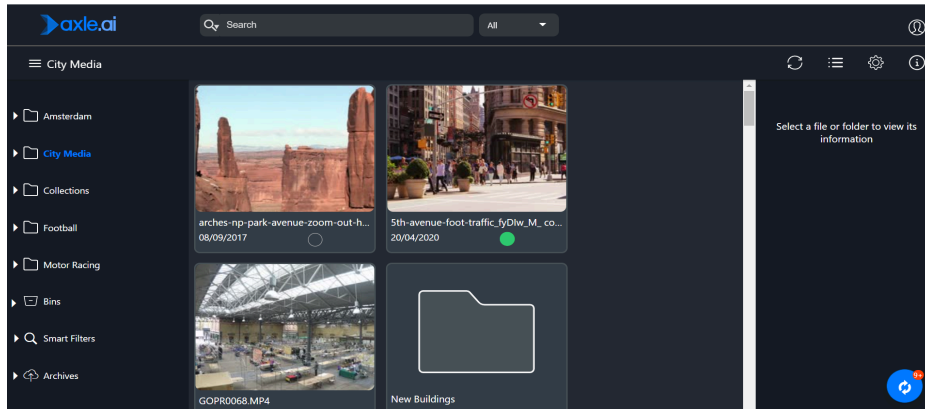 axle.ai
Search
All
City Media
Amsterdam
City Media
Collections
Football
Motor Racing
Bins
Smart Filters
Archives
arches-np-park-avenue-zoom-out-h...
08/09/2017
5th-avenue-foot-traffic_fyDIw_M_ co...
20/04/2020
GOPR0068.MP4
New Buildings
Select a file or folder to view its
information
9+